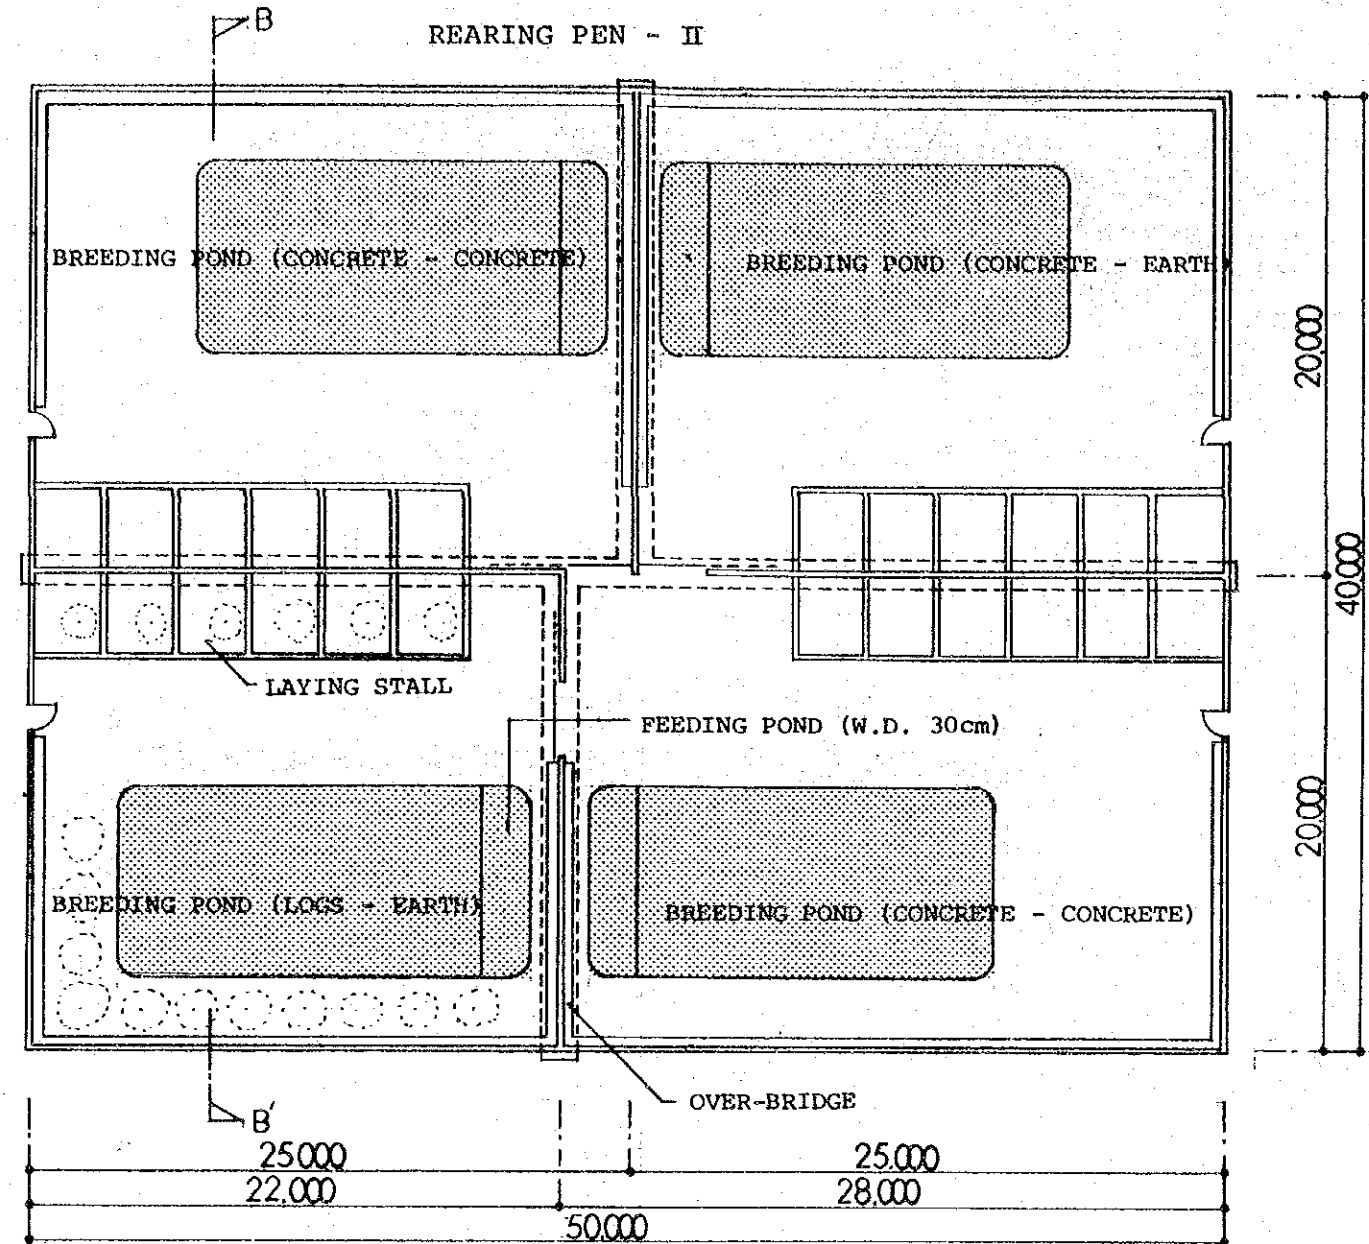 B
REARING PEN - II
BREEDING POND (CONCRETE - CONCRETE)
BREEDING POND (CONCRETE - EARTH
20,000
40,000
LAYING STALL
FEEDING POND (W.D. 30cm)
20,000
BREEDING POND (LOGS - EARTH)
BREEDING POND (CONCRETE - CONCRETE)
OVER-BRIDGE
B'
25,000
25,000
22,000
28,000
50,000